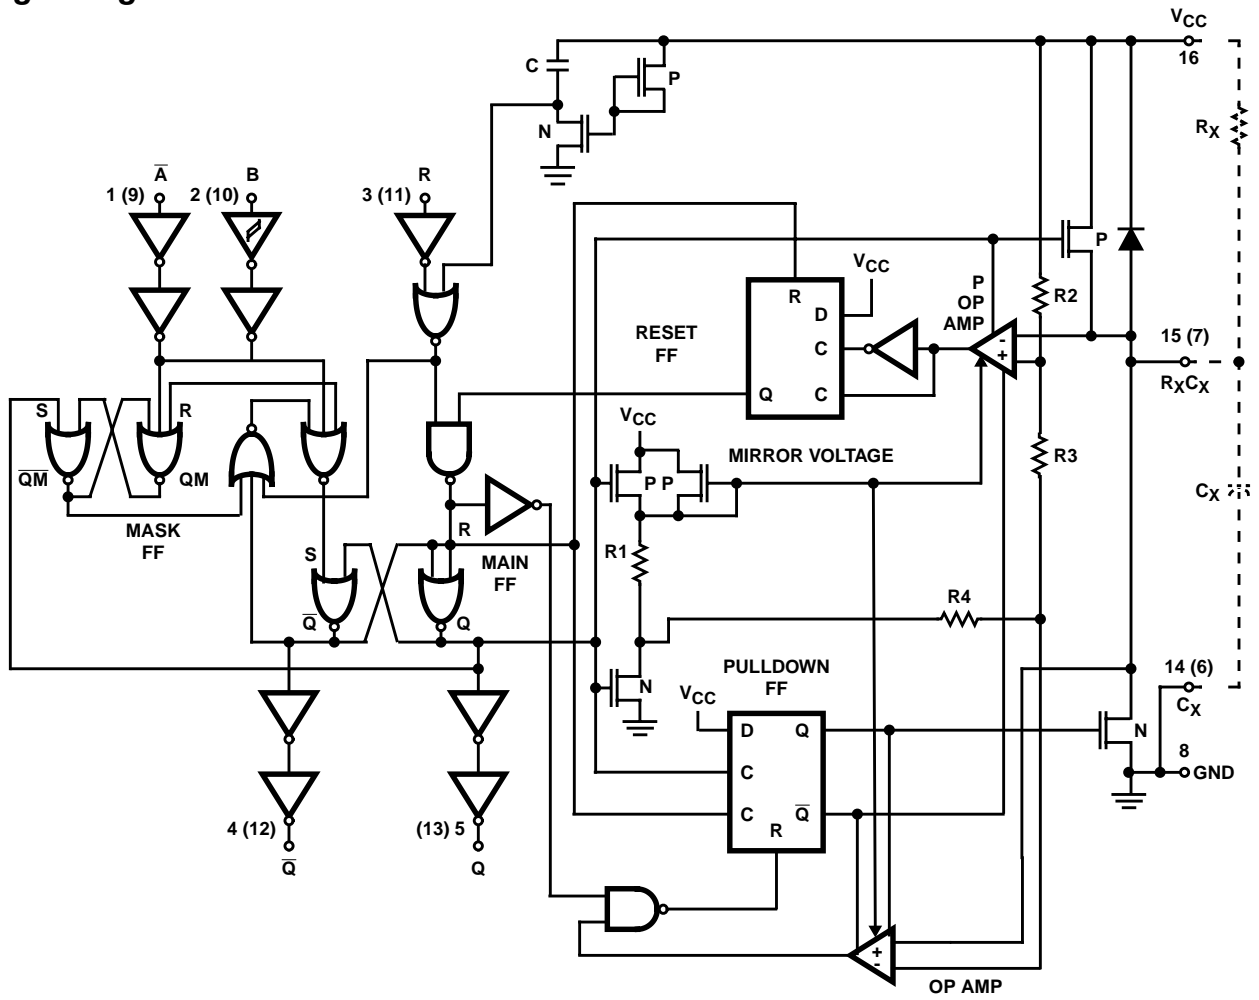 VCC
16
C
P
N
RX
A̅
B
R
1 (9)
2 (10)
3 (11)
P
VCC
R
D
C
C
Q
RESET
FF
P
OP
AMP
-
+
R2
15 (7)
RXCX
S
R
Q̅M̅
QM
MASK
FF
VCC
P P
MIRROR VOLTAGE
R3
CX
R
MAIN
FF
S
Q̅
Q
R1
R4
N
PULLDOWN
FF
VCC
D
Q
C
C
Q̅
R
14 (6)
CX
N
8
GND
4 (12)
(13) 5
Q̅
Q
+
-
OP AMP